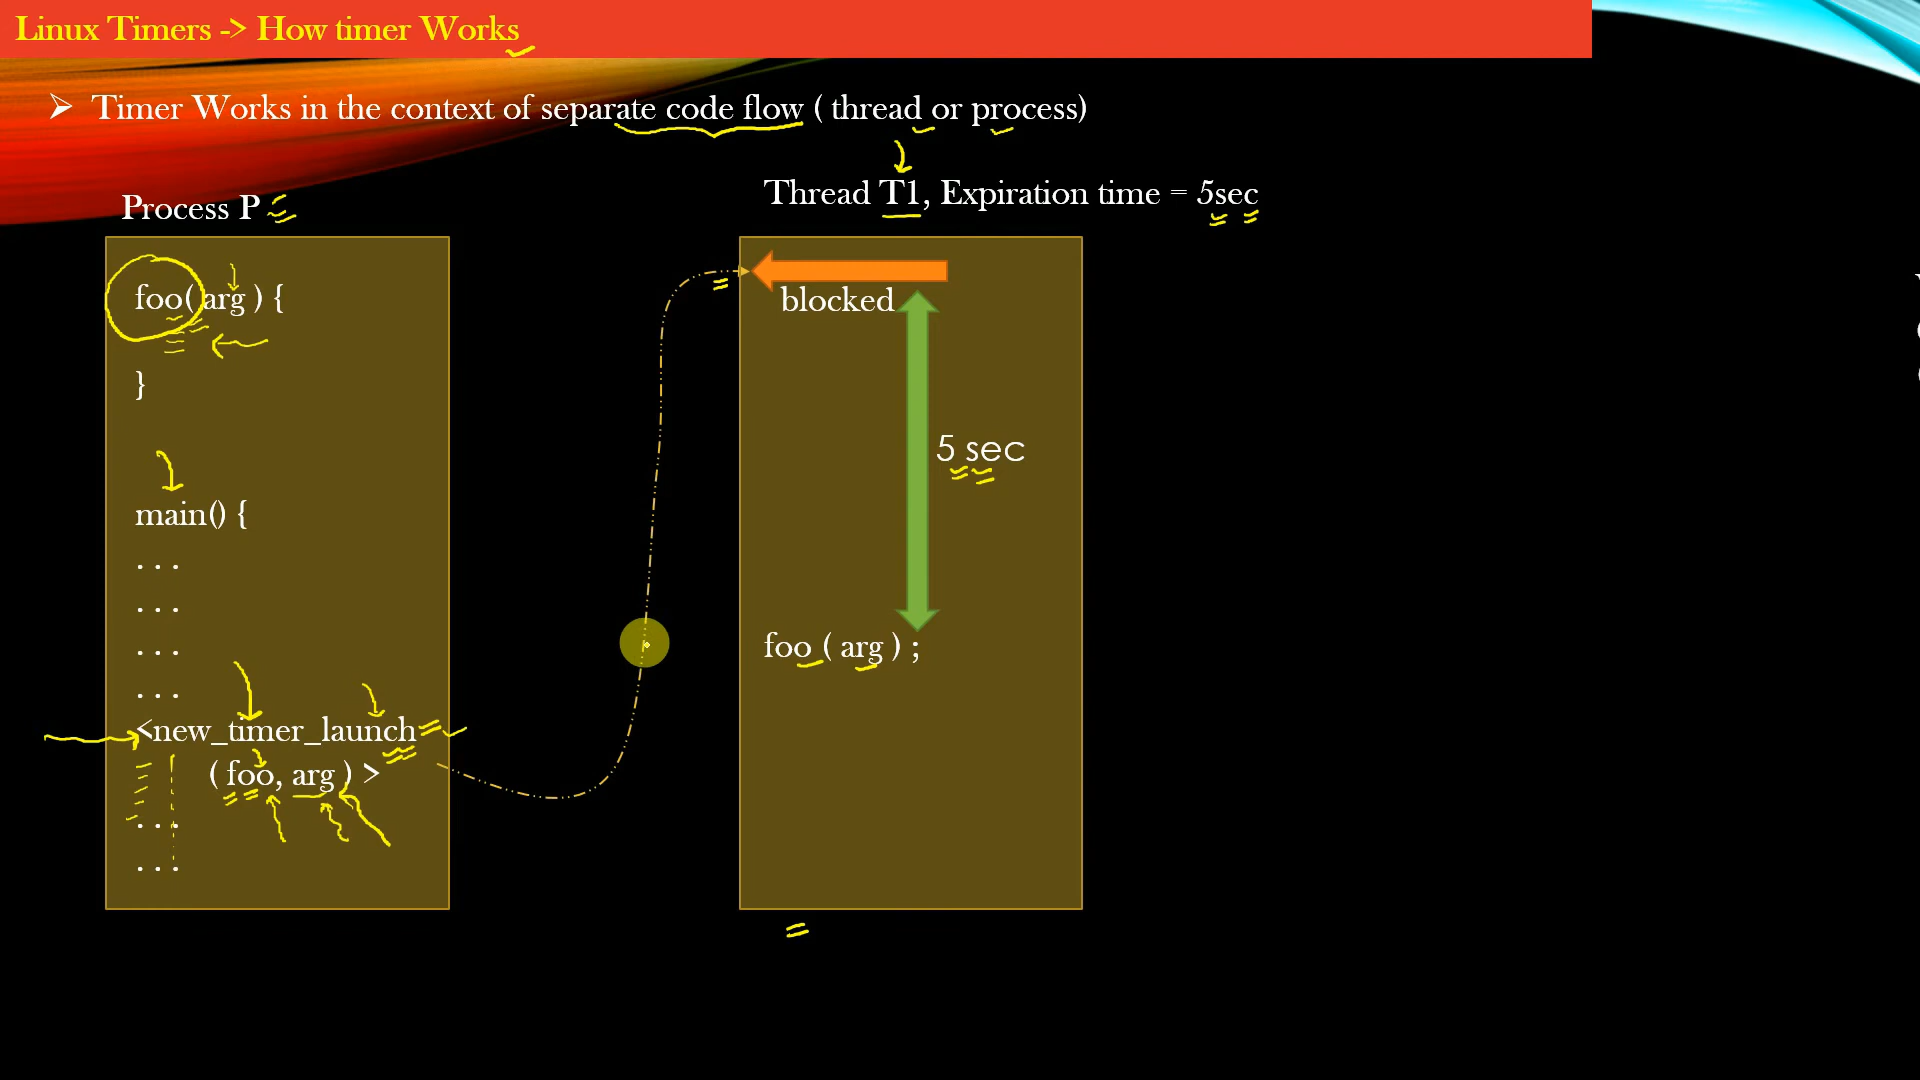 Linux Timers -> How timer Works
➢ Timer Works in the context of separate code flow ( thread or process)
Process P
Thread T1, Expiration time = 5sec
foo( arg ) {
}
main() {
. . .
. . .
. . .
. . .
<new_timer_launch
( foo, arg ) >
. . .
. . .
blocked
5 sec
foo ( arg ) ;